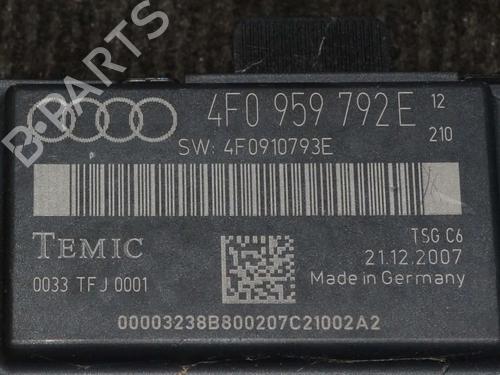 4F0 959 792E 12
210
SW: 4F0910793E
TEMIC
TSG C6
21.12.2007
0033 TFJ 0001
Made in Germany
00003238B800207C21002A2
B-PARTS